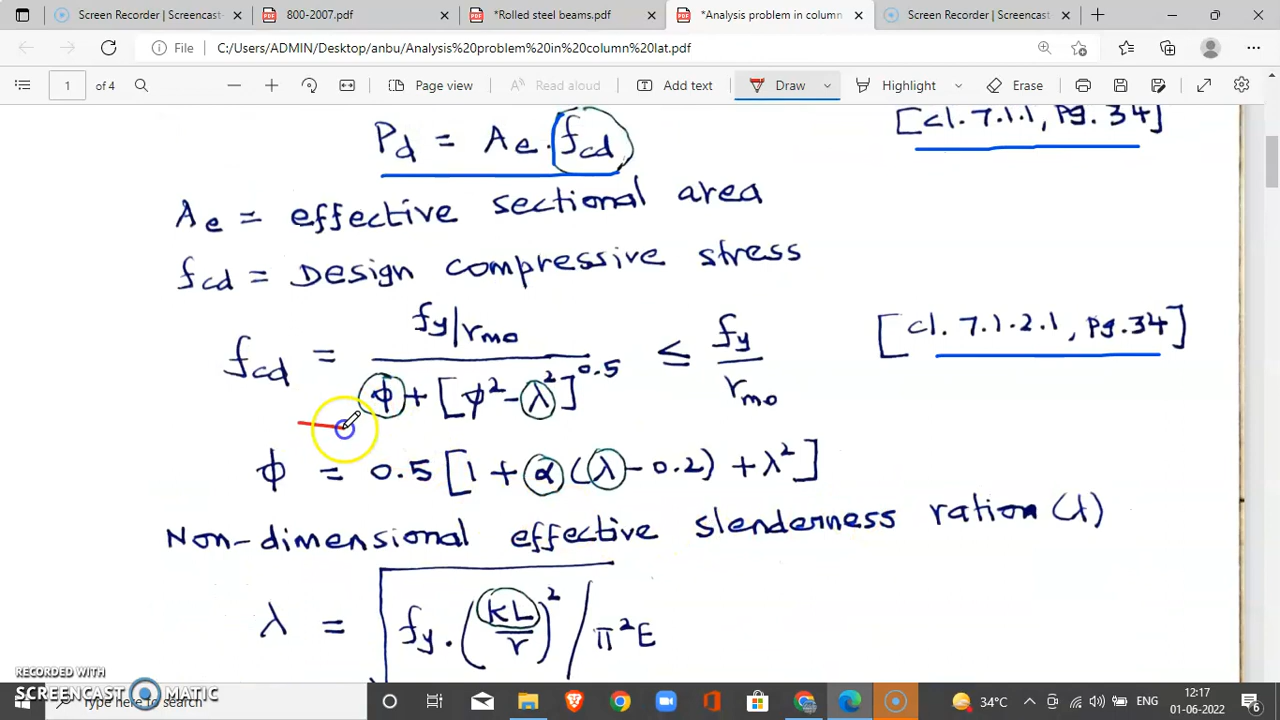 Screen Recorder | Screencast-
800-2007.pdf
*Rolled steel beams.pdf
*Analysis problem in column
Screen Recorder | Screencast
File
C:/Users/ADMIN/Desktop/anbu/Analysis%20problem%20in%20column%20lat.pdf
1 of 4
Page view
Read aloud
Add text
Draw
Highlight
Erase
Pd = Ae.fcd [cl.7.1.1, Pg. 34]
Ae = effective sectional area
fcd = Design compressive stress
fcd = fy/rmo / ϕ + [ϕ² - λ²]^0.5 ≤ fy/rmo [cl. 7.1.2.1, Pg.34]
ϕ = 0.5 [1 + α (λ - 0.2) + λ²]
Non-dimensional effective slenderness ration (λ)
λ = √ fy. (kL/r)² / π²E
RECORDED WITH
SCREENCAST MATIC
Type here to search
34°C
ENG
12:17
01-06-2022
6